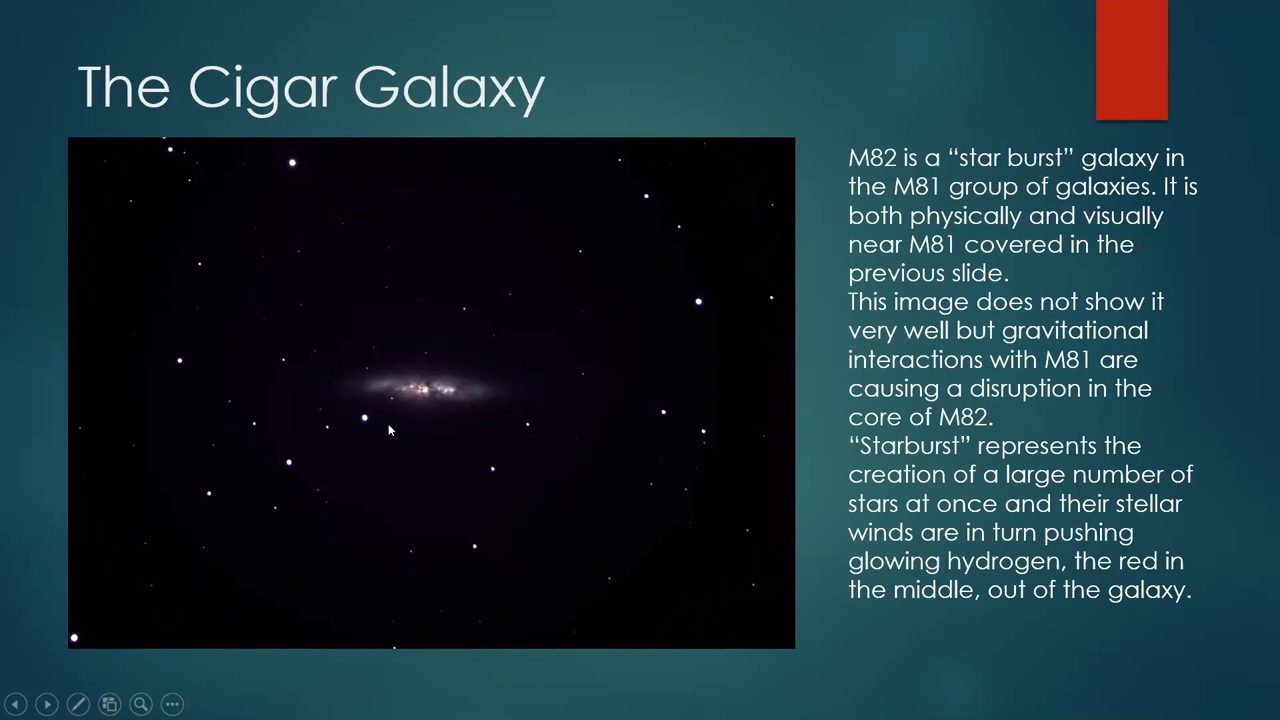 The Cigar Galaxy
M82 is a “star burst” galaxy in
the M81 group of galaxies. It is
both physically and visually
near M81 covered in the
previous slide.
This image does not show it
very well but gravitational
interactions with M81 are
causing a disruption in the
core of M82.
“Starburst” represents the
creation of a large number of
stars at once and their stellar
winds are in turn pushing
glowing hydrogen, the red in
the middle, out of the galaxy.